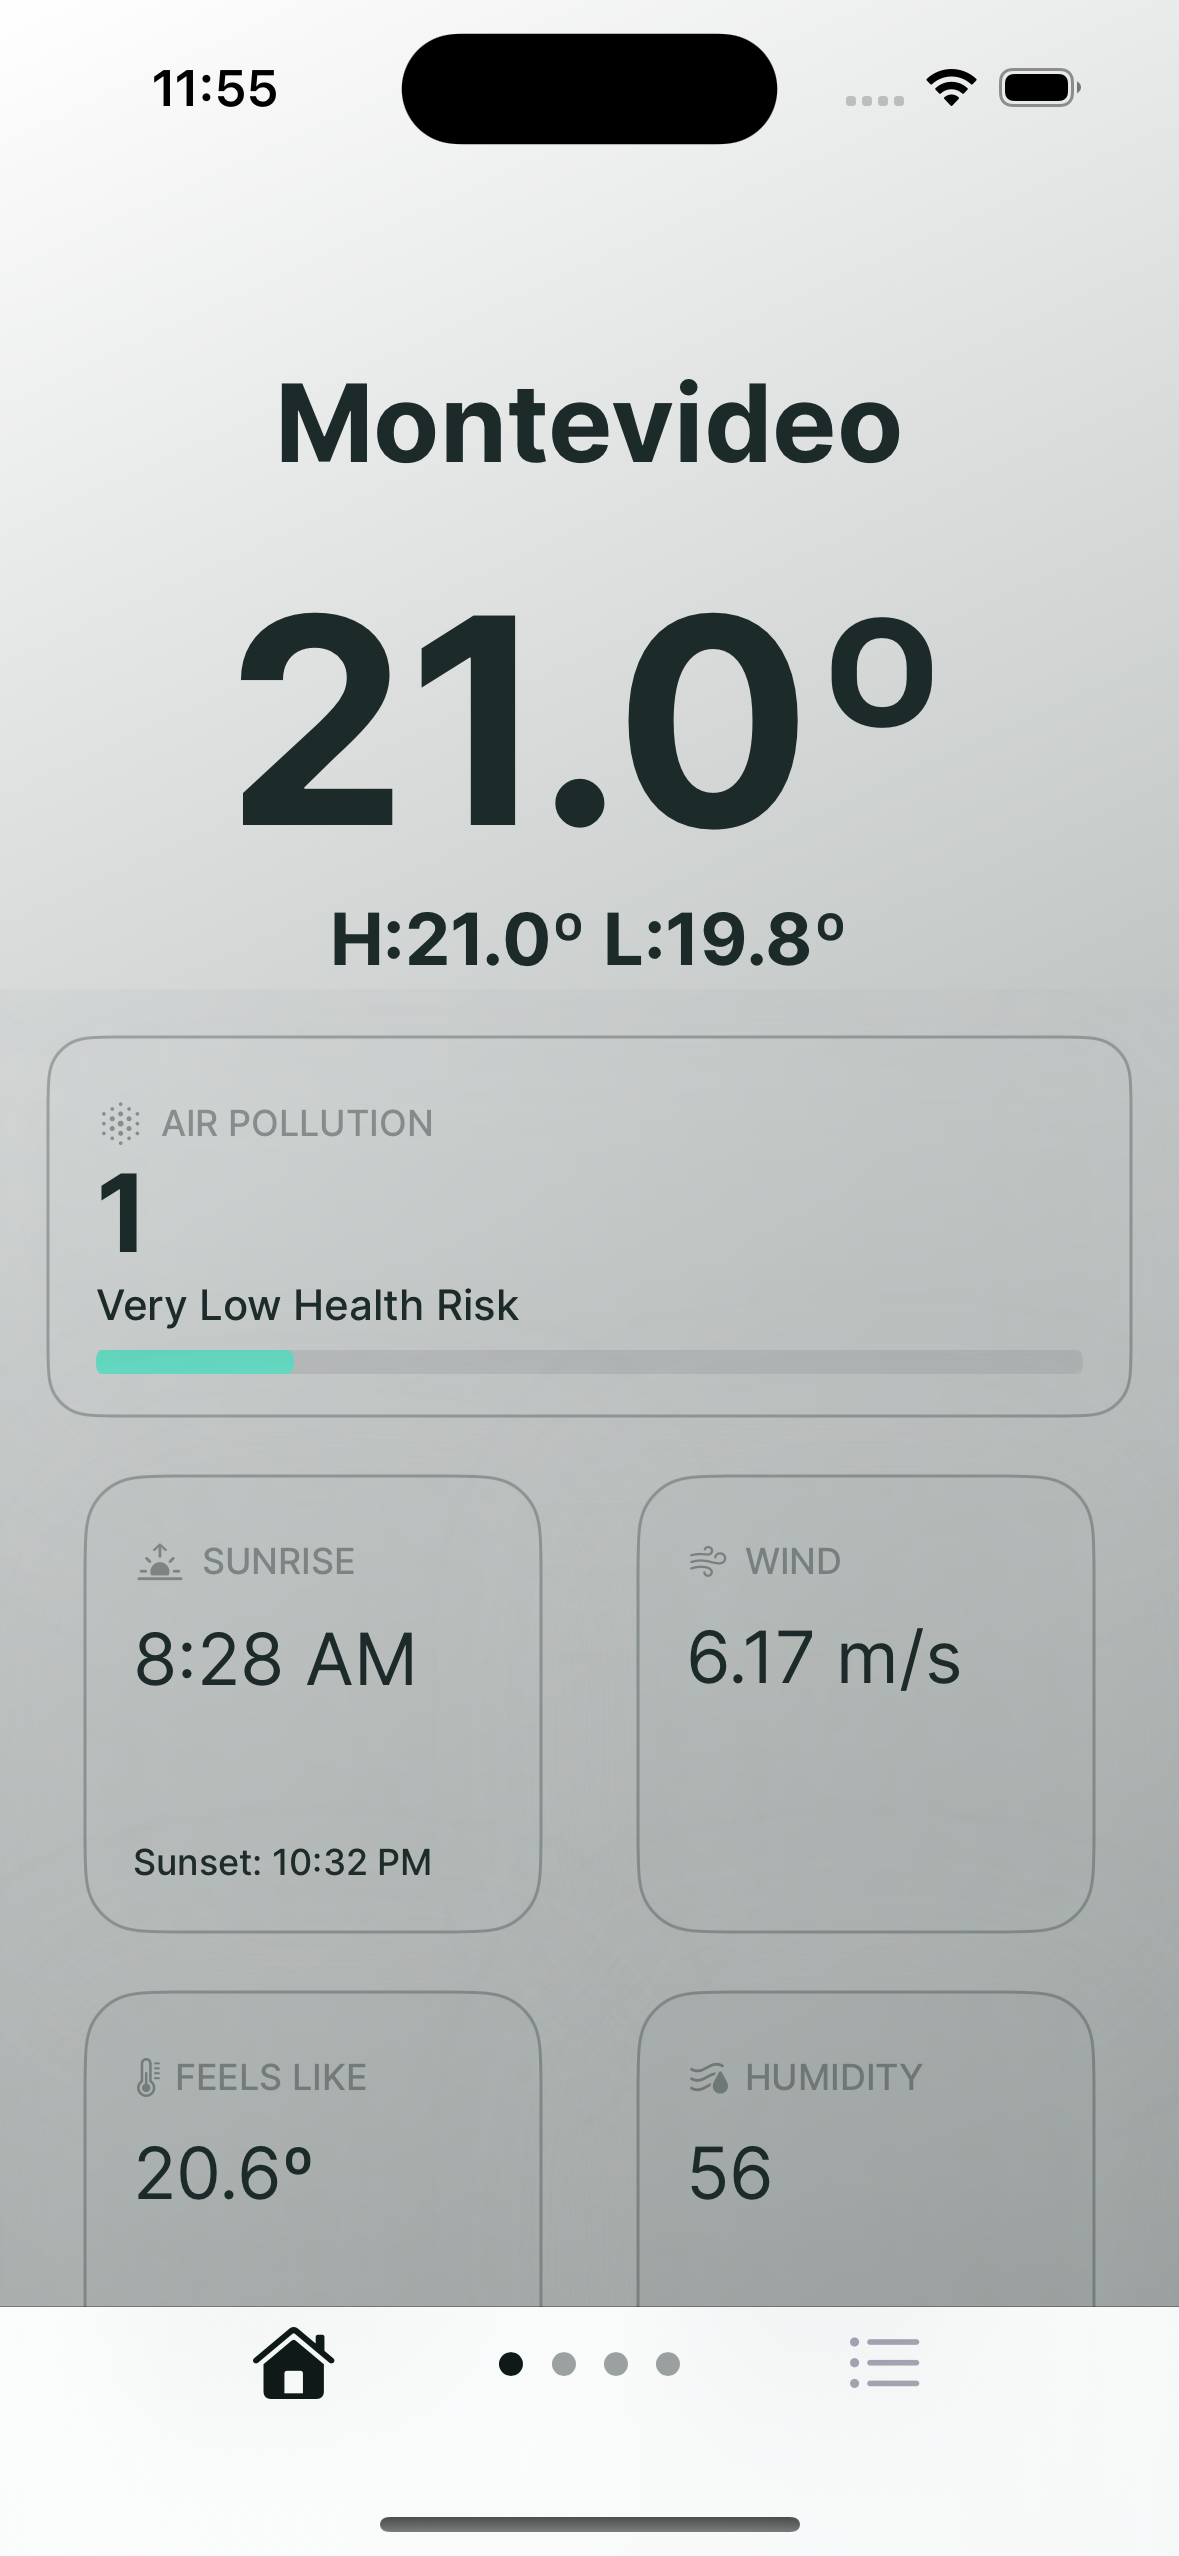 11:55
Montevideo
21.0º
H:21.0º L:19.8º
AIR POLLUTION
1
Very Low Health Risk
SUNRISE
8:28 AM
Sunset: 10:32 PM
WIND
6.17 m/s
FEELS LIKE
20.6º
HUMIDITY
56